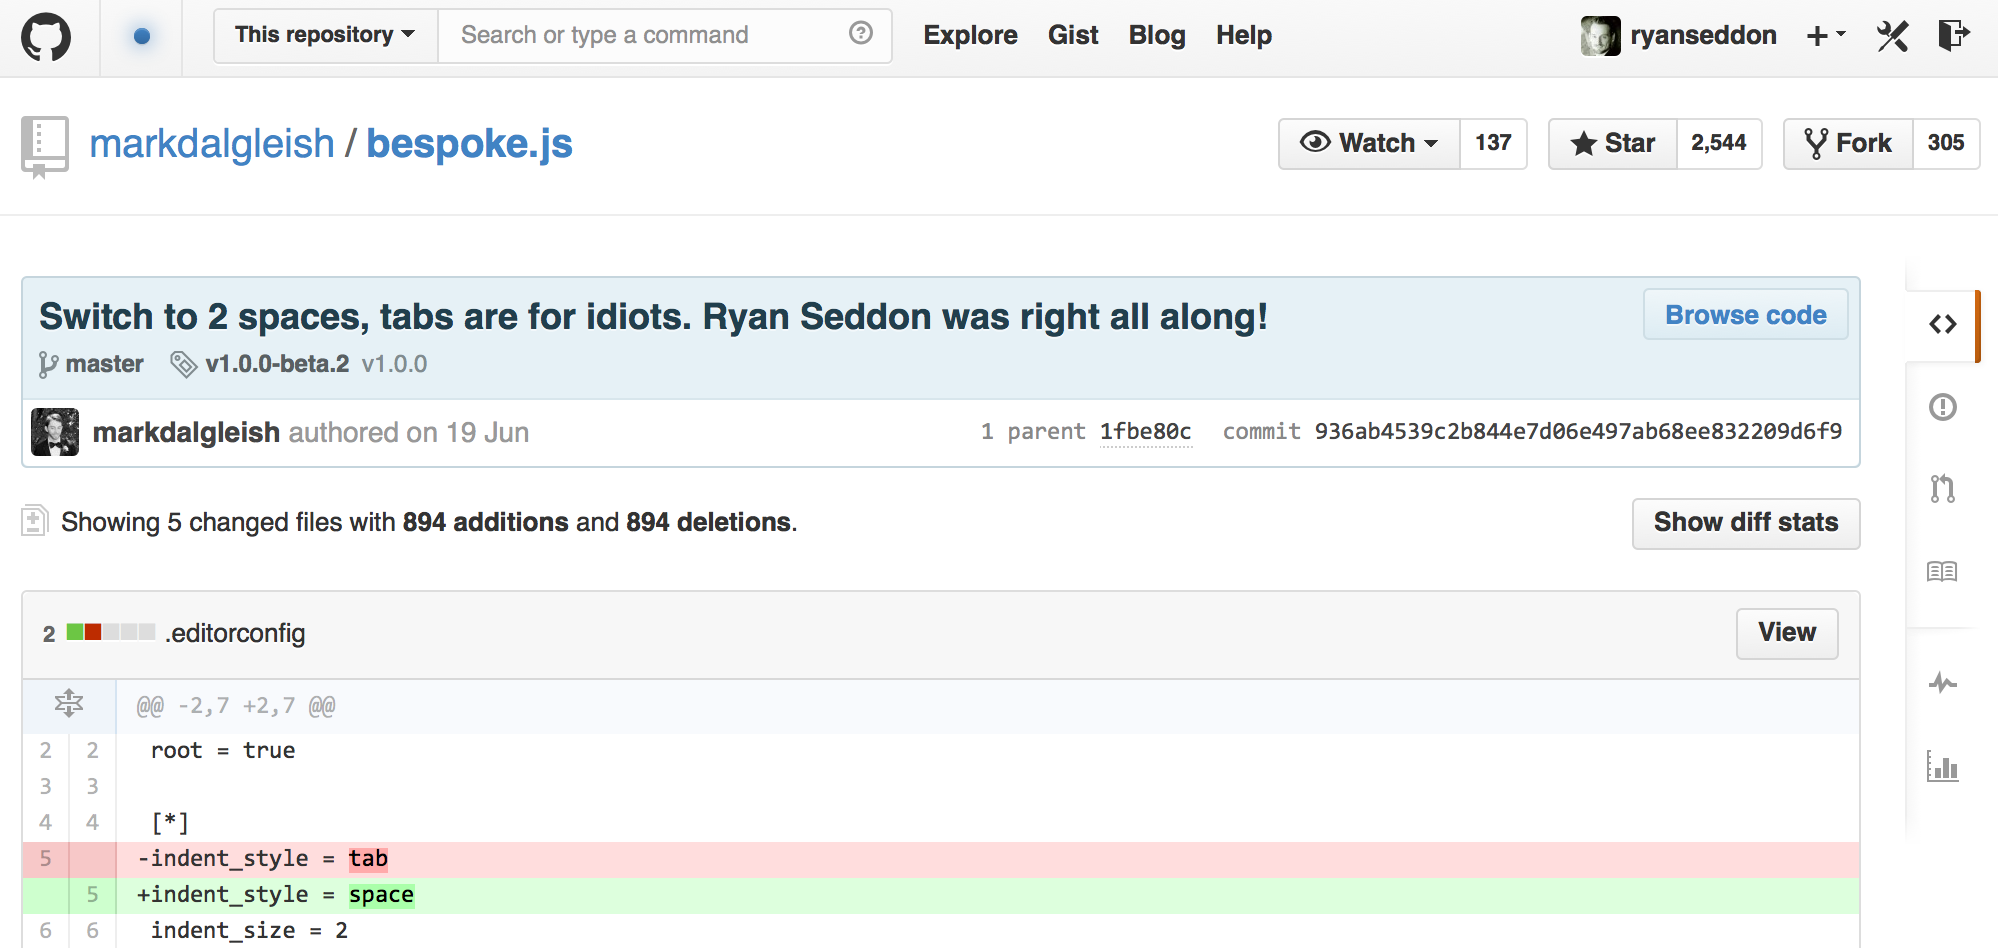 This repository Search or type a command Explore Gist Blog Help ryanseddon
markdalgleish / bespoke.js Watch 137 Star 2,544 Fork 305
Switch to 2 spaces, tabs are for idiots. Ryan Seddon was right all along! Browse code
master v1.0.0-beta.2 v1.0.0
markdalgleish authored on 19 Jun 1 parent 1fbe80c commit 936ab4539c2b844e7d06e497ab68ee832209d6f9
Showing 5 changed files with 894 additions and 894 deletions. Show diff stats
2 .editorconfig View
@@ -2,7 +2,7 @@
2 2 root = true
3 3
4 4 [*]
5 -indent_style = tab
5 +indent_style = space
6 6 indent_size = 2